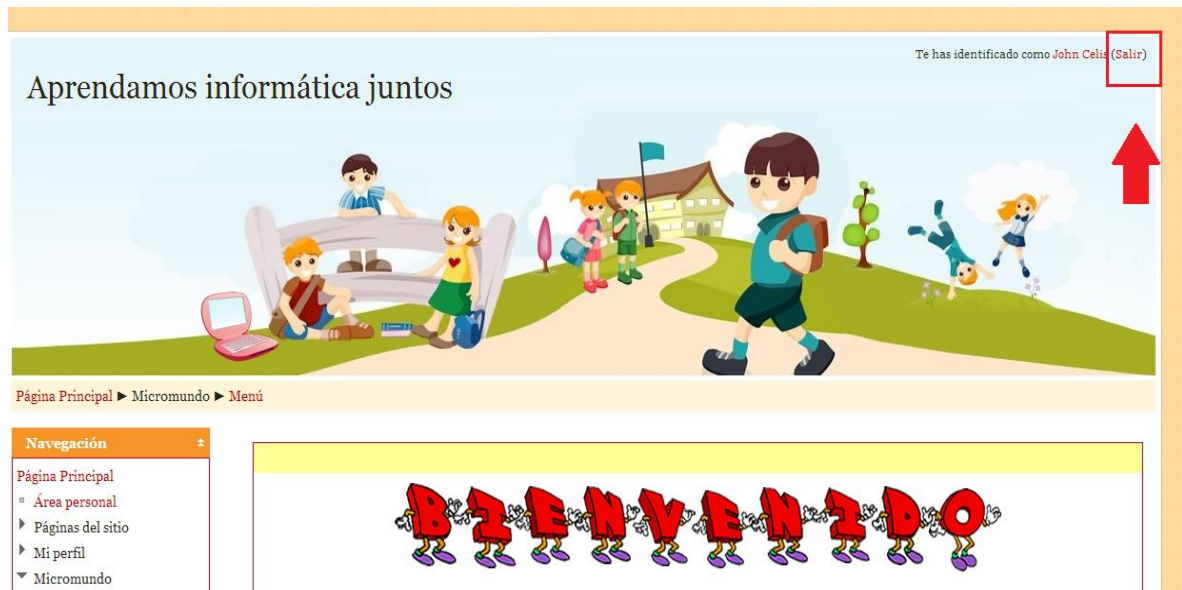 Te has identificado como John Celis (Salir)
Aprendamos informática juntos
Página Principal ► Micromundo ► Menú
Navegación
Página Principal
Área personal
Páginas del sitio
Mi perfil
Micromundo
BIENVENIDO